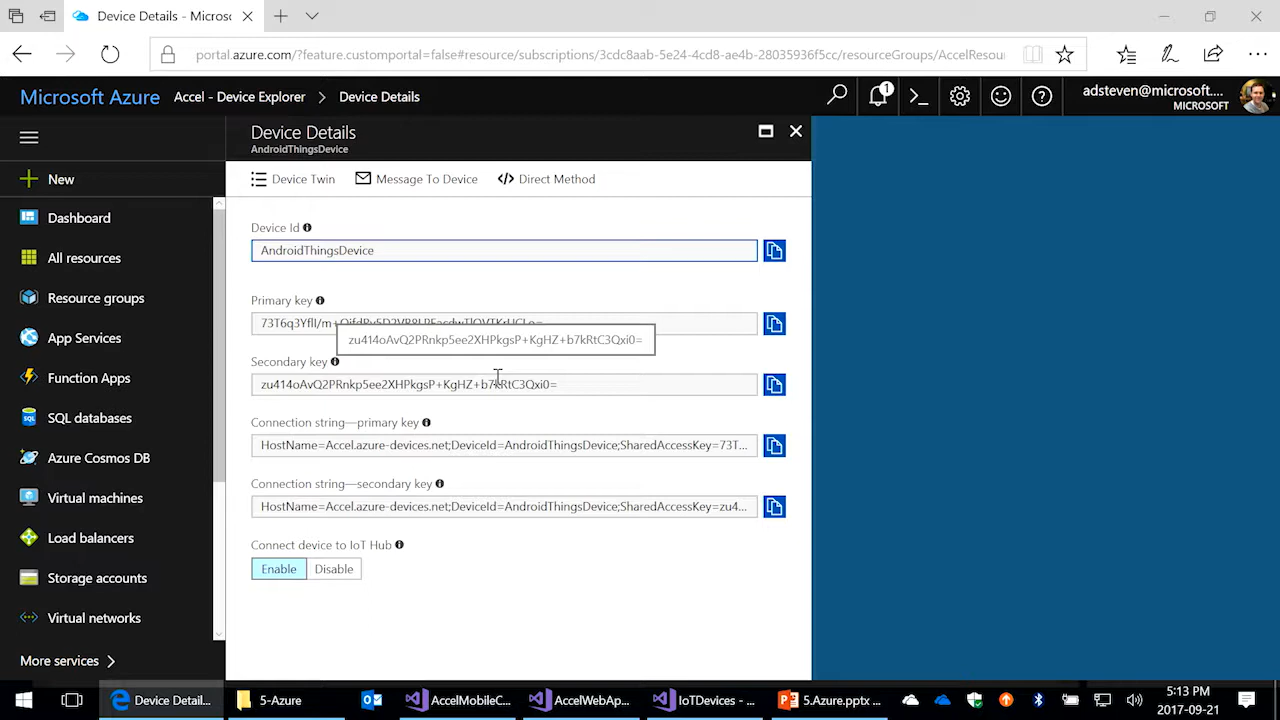 Device Details - Microsc
portal.azure.com/?feature.customportal=false#resource/subscriptions/3cdc8aab-5e24-4cd8-ae4b-28035936f5cc/resourceGroups/AccelResou
Microsoft Azure Accel - Device Explorer > Device Details
1
adsteven@microsoft....
MICROSOFT
Device Details
AndroidThingsDevice
New
Device Twin Message To Device Direct Method
Dashboard
All resources
Resource groups
App Services
Function Apps
SQL databases
Azure Cosmos DB
Virtual machines
Load balancers
Storage accounts
Virtual networks
More services >
Device Id
AndroidThingsDevice
Primary key
zu414oAvQ2PRnkp5ee2XHPkgsP+KgHZ+b7kRtC3Qxi0=
Secondary key
zu414oAvQ2PRnkp5ee2XHPkgsP+KgHZ+b7kRtC3Qxi0=
Connection string—primary key
HostName=Accel.azure-devices.net;DeviceId=AndroidThingsDevice;SharedAccessKey=73T...
Connection string—secondary key
HostName=Accel.azure-devices.net;DeviceId=AndroidThingsDevice;SharedAccessKey=zu4...
Connect device to IoT Hub
Enable Disable
Device Detail... 5-Azure AccelMobileC... AccelWebAp... IoTDevices - ... 5.Azure.pptx ...
5:13 PM
2017-09-21